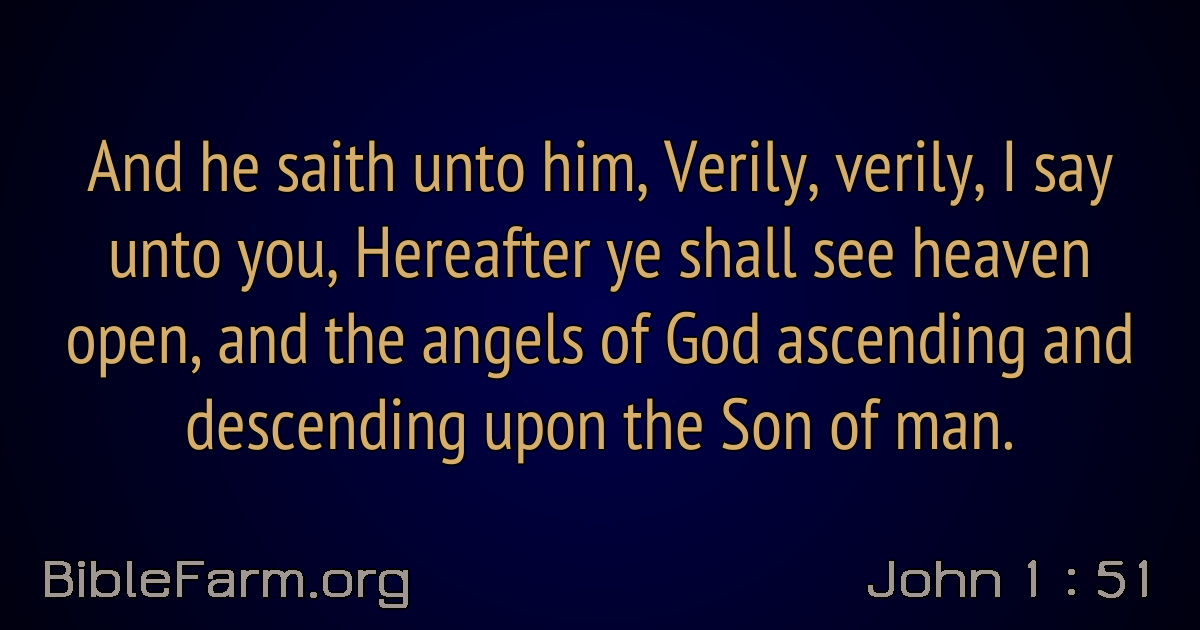 And he saith unto him, Verily, verily, I say
unto you, Hereafter ye shall see heaven
open, and the angels of God ascending and
descending upon the Son of man.
BibleFarm.org
John 1 : 51